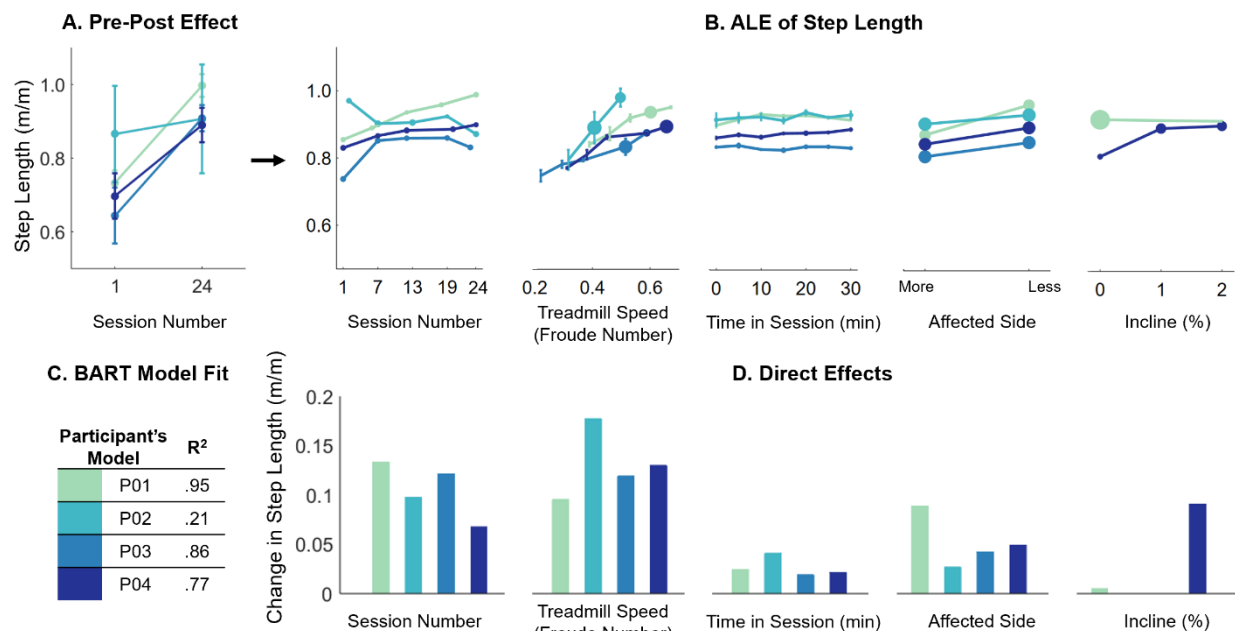 A. Pre-Post Effect
B. ALE of Step Length
Step Length (m/m)
1.0
0.8
0.6
1
24
Session Number
1.0
0.8
0.6
1 7 13 19 24
Session Number
0.2 0.4 0.6
Treadmill Speed
(Froude Number)
0 10 20 30
Time in Session (min)
More Less
Affected Side
0 1 2
Incline (%)
C. BART Model Fit
Participant's
Model
R²
P01 .95
P02 .21
P03 .86
P04 .77
D. Direct Effects
Change in Step Length (m/m)
0.2
0.15
0.1
0.05
0
Session Number
Treadmill Speed
(Froude Number)
Time in Session (min)
Affected Side
Incline (%)